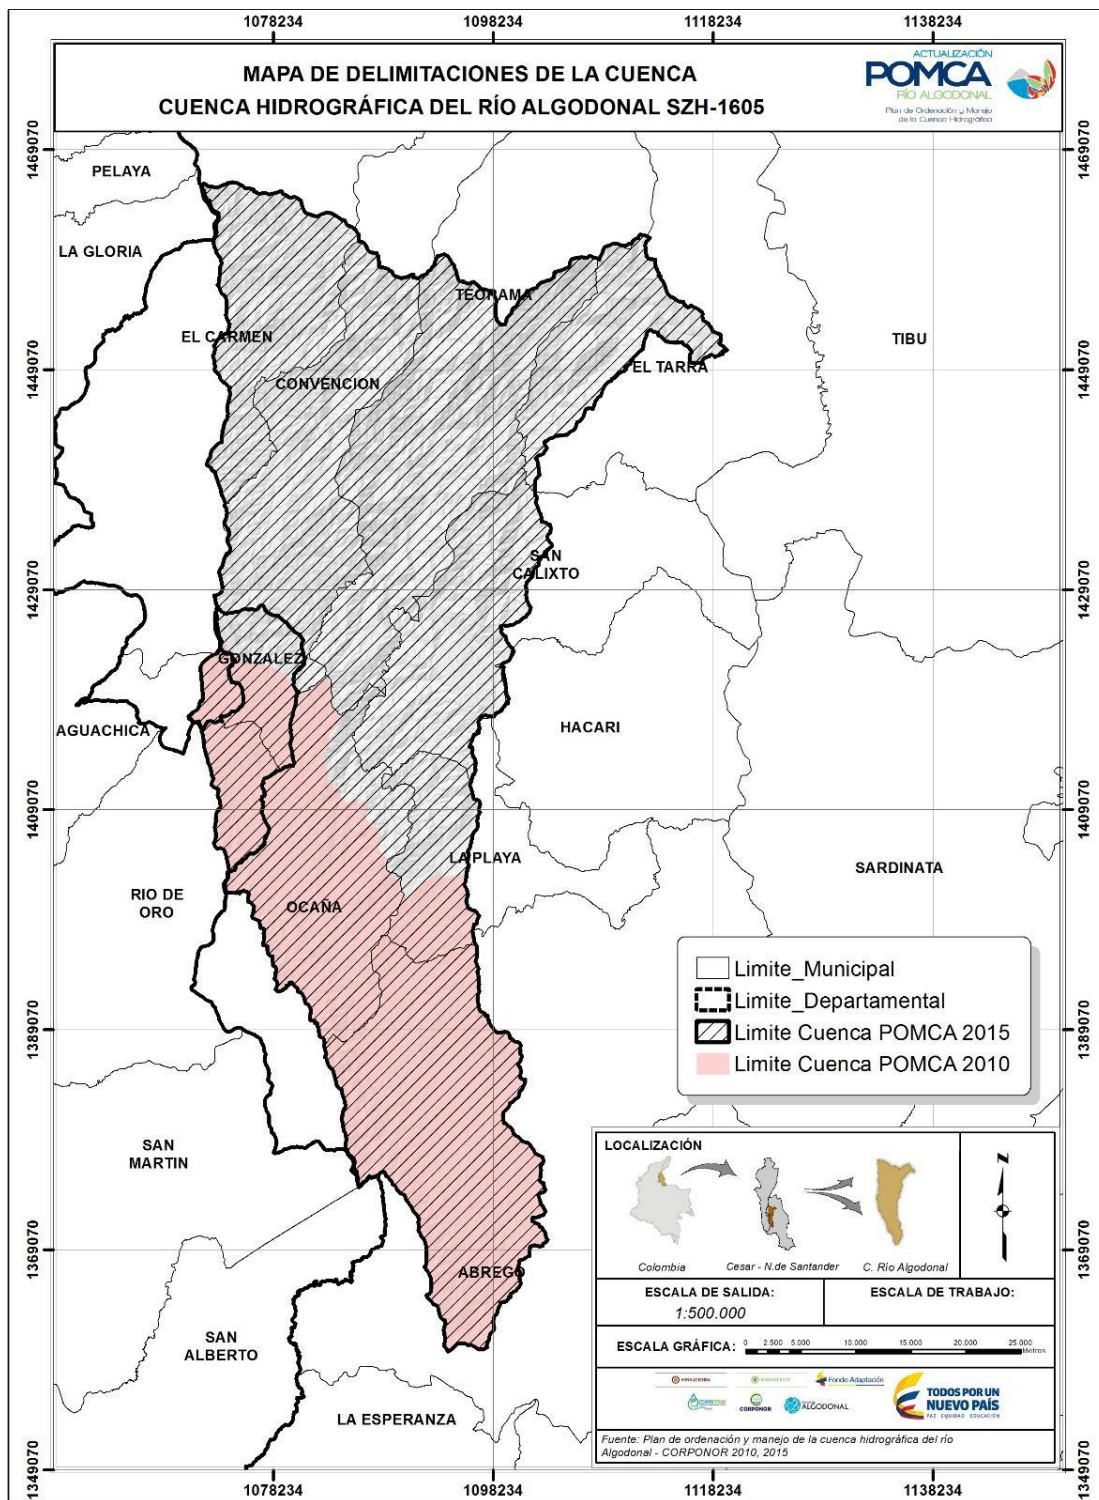 1078234
1098234
1118234
1138234
MAPA DE DELIMITACIONES DE LA CUENCA
CUENCA HIDROGRÁFICA DEL RÍO ALGODONAL SZH-1605
ACTUALIZACIÓN
POMCA
RÍO ALGODONAL
Plan de Ordenación y Manejo
de la Cuenca Hidrográfica
1469070
1469070
PELAYA
LA GLORIA
TEORAMA
EL CARMEN
TIBU
EL TARRA
CONVENCION
1449070
1449070
SAN
CALIXTO
1429070
1429070
GONZALEZ
AGUACHICA
HACARI
1409070
1409070
LA PLAYA
SARDINATA
RIO DE
ORO
OCAÑA
Limite_Municipal
Limite_Departamental
Limite Cuenca POMCA 2015
Limite Cuenca POMCA 2010
1389070
1389070
SAN
MARTIN
LOCALIZACIÓN
N
Colombia
Cesar - N.de Santander
C. Río Algodonal
1369070
1369070
ABREGO
ESCALA DE SALIDA:
1:500.000
ESCALA DE TRABAJO:
SAN
ALBERTO
ESCALA GRÁFICA:
0 2.500 5.000 10.000 15.000 20.000 25.000
Metros
MINHACIENDA
Fondo Adaptación
CORPONOR
ALGODONAL
TODOS POR UN
NUEVO PAÍS
PAZ EQUIDAD EDUCACIÓN
LA ESPERANZA
Fuente: Plan de ordenación y manejo de la cuenca hidrográfica del río
Algodonal - CORPONOR 2010, 2015
1349070
1349070
1078234
1098234
1118234
1138234